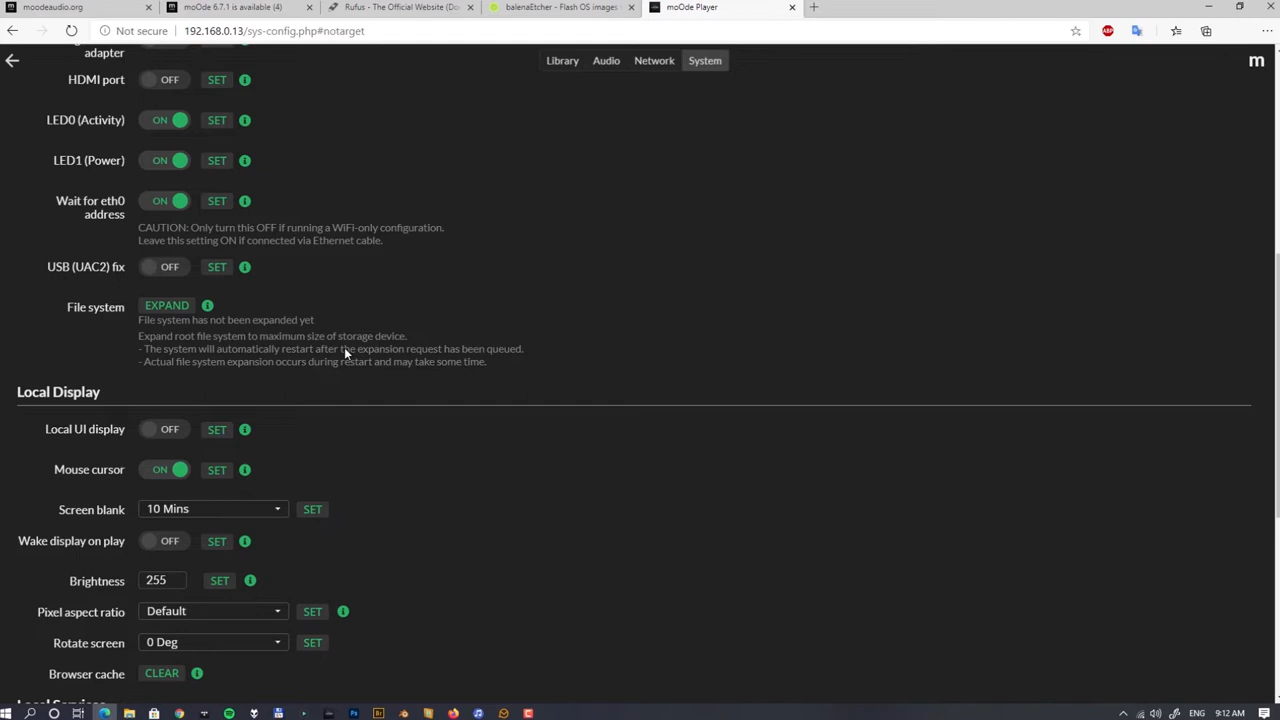 moodeaudio.org
moOde 6.7.1 is available (4)
Rufus - The Official Website (Do
balenaEtcher - Flash OS images
moOde Player
Not secure
192.168.0.13/sys-config.php#notarget
ABP
adapter
Library
Audio
Network
System
m
HDMI port
OFF
SET
LED0 (Activity)
ON
SET
LED1 (Power)
ON
SET
Wait for eth0
address
ON
SET
CAUTION: Only turn this OFF if running a WiFi-only configuration.
Leave this setting ON if connected via Ethernet cable.
USB (UAC2) fix
OFF
SET
File system
EXPAND
File system has not been expanded yet
Expand root file system to maximum size of storage device.
- The system will automatically restart after the expansion request has been queued.
- Actual file system expansion occurs during restart and may take some time.
Local Display
Local UI display
OFF
SET
Mouse cursor
ON
SET
Screen blank
10 Mins
SET
Wake display on play
OFF
SET
Brightness
255
SET
Pixel aspect ratio
Default
SET
Rotate screen
0 Deg
SET
Browser cache
CLEAR
Local Services
ENG
9:12 AM